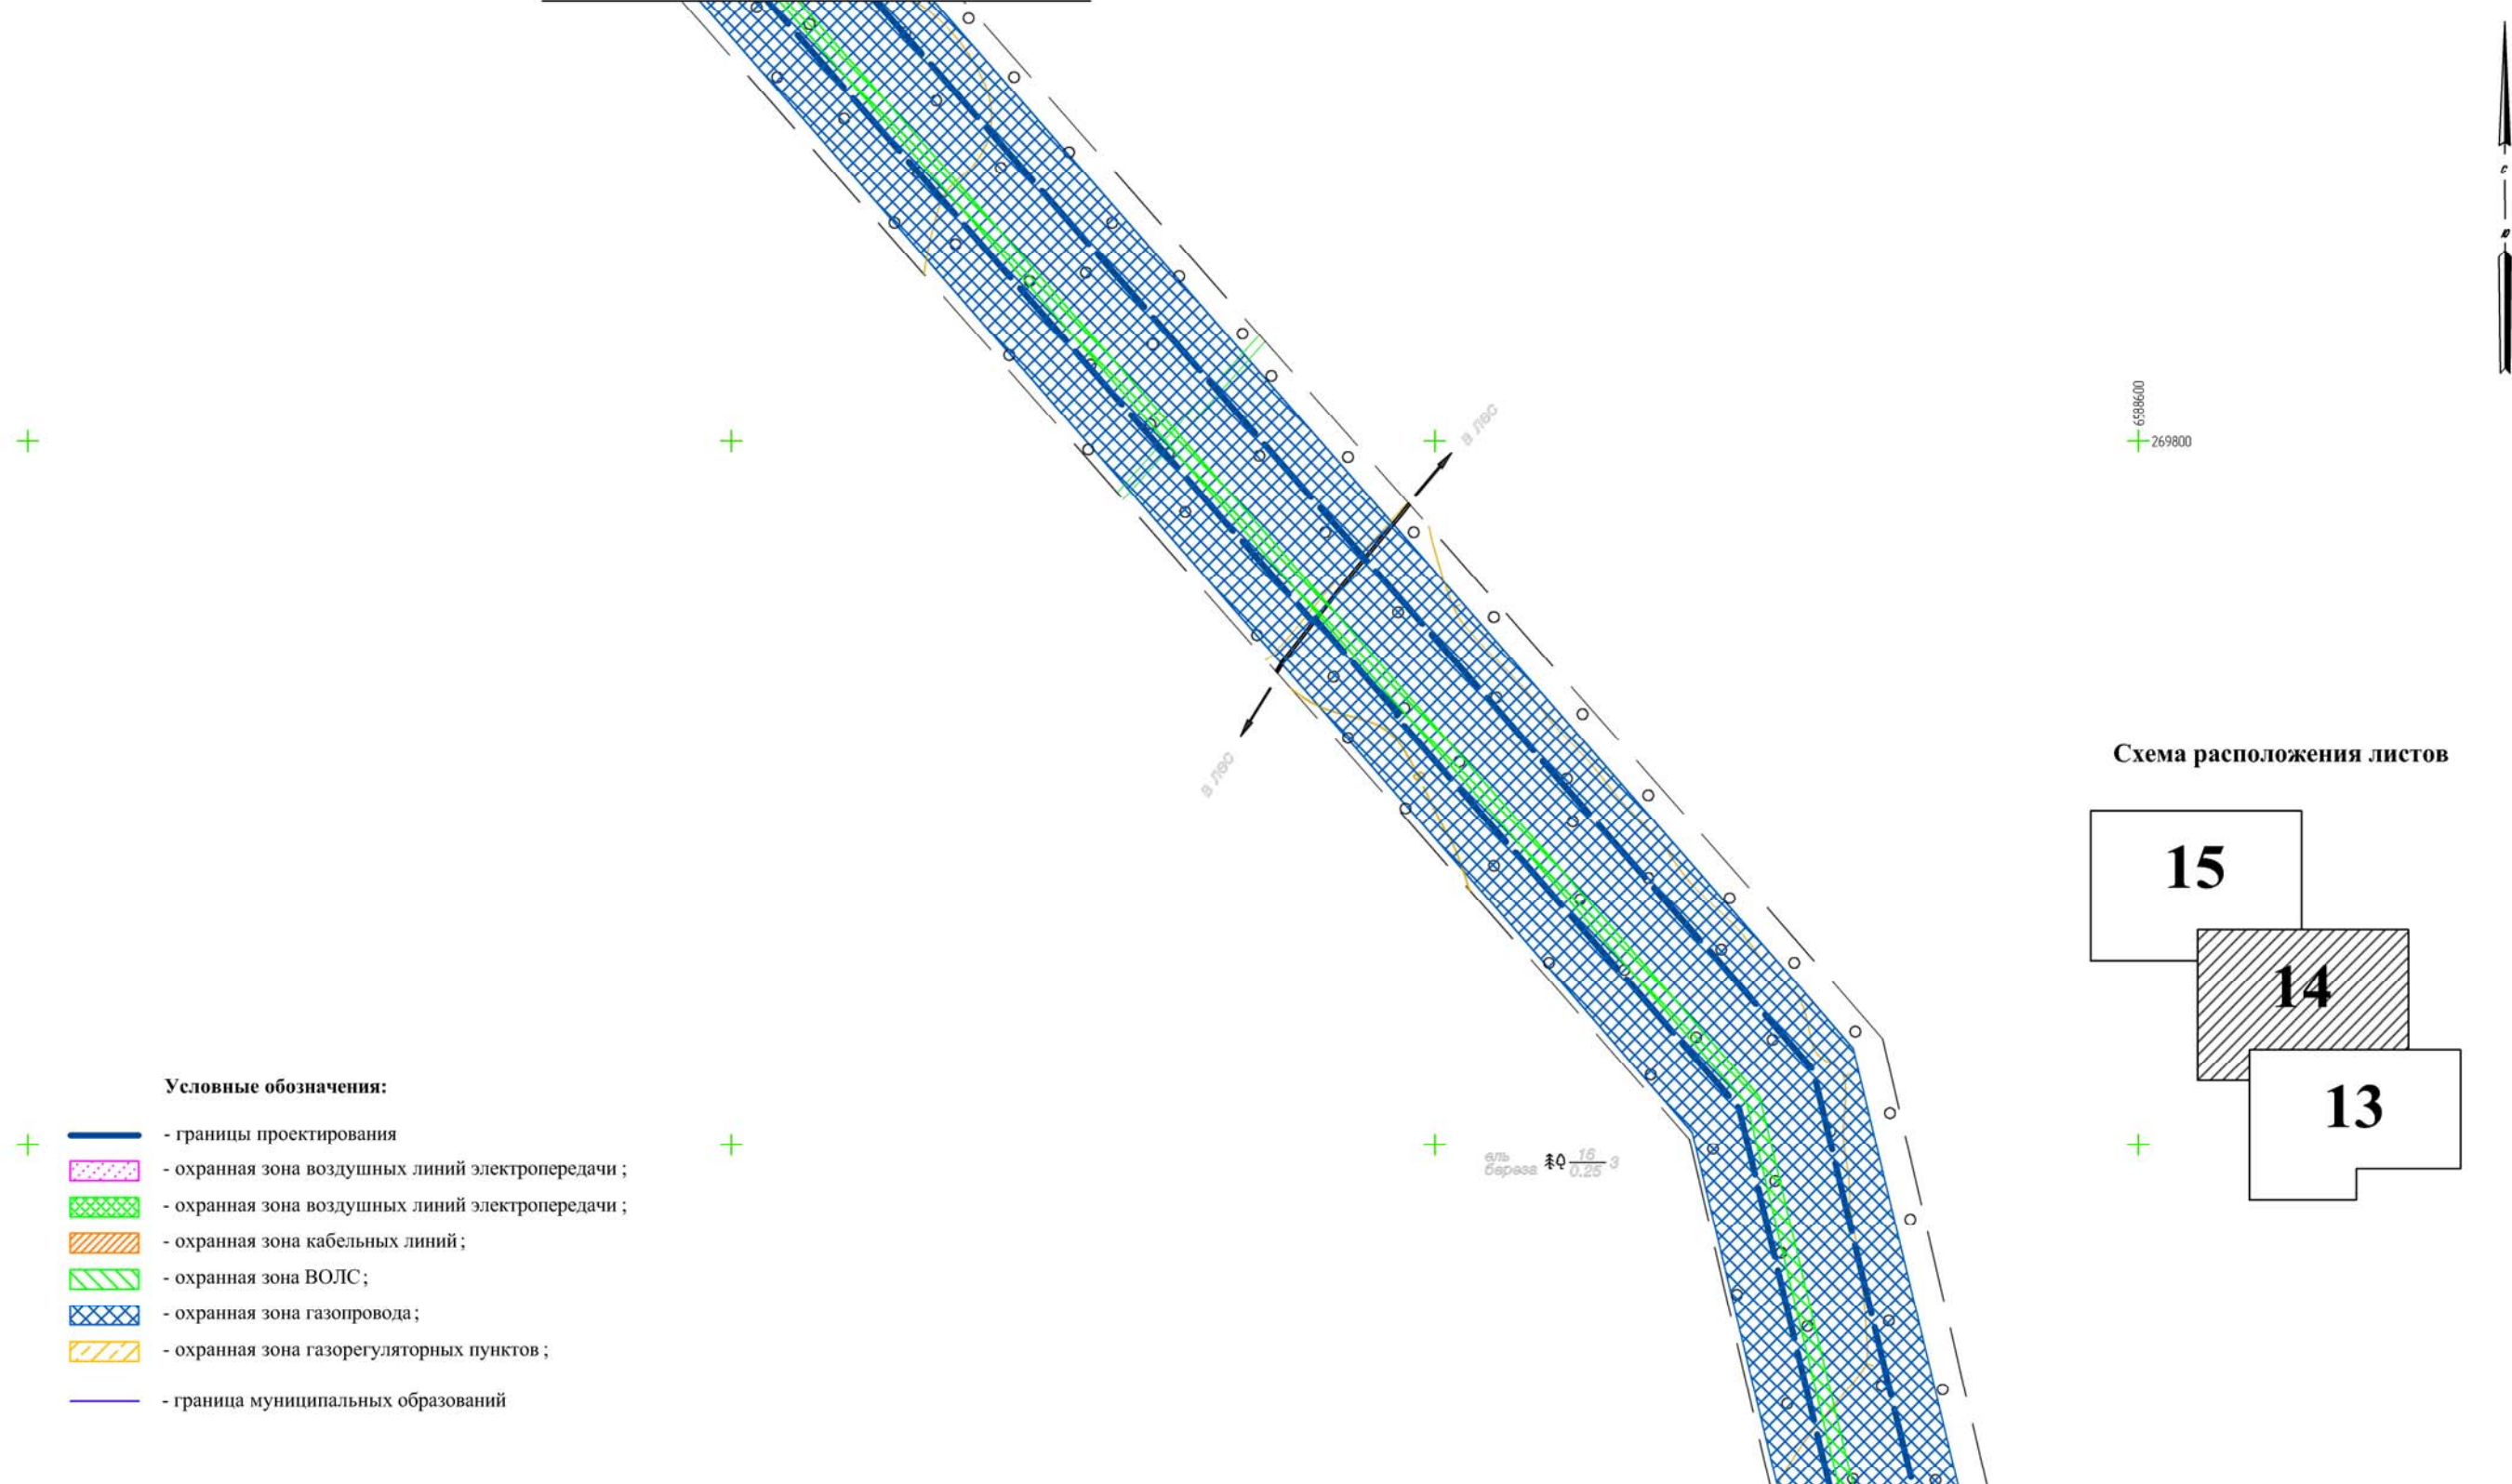 с
ю
в лес
6588600
269800
в лес
Схема расположения листов
15
14
13
Условные обозначения:
- границы проектирования
- охранная зона воздушных линий электропередачи ;
- охранная зона воздушных линий электропередачи ;
- охранная зона кабельных линий ;
- охранная зона ВОЛС ;
- охранная зона газопровода ;
- охранная зона газорегуляторных пунктов ;
- граница муниципальных образований
ель 16
береза 0.25 3